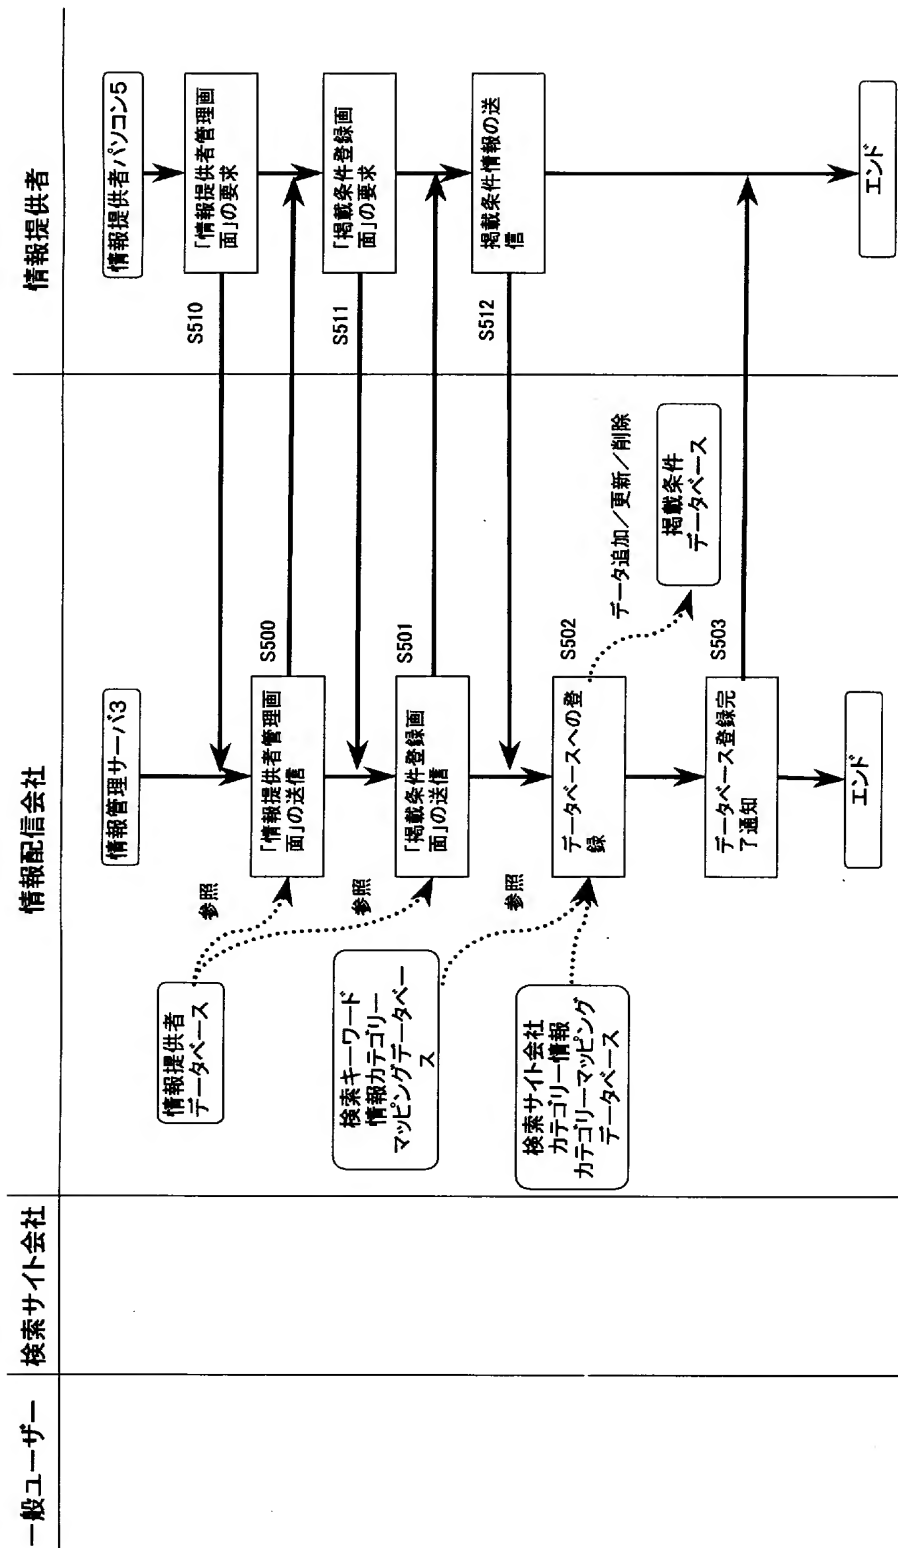 一般ユーザー
検索サイト会社
情報配信会社
情報提供者
情報管理サーバ3
情報提供者パソコン5
「情報提供者管理画
面」の要求
S510
情報提供者
データベース
参照
「情報提供者管理画
面」の送信
S500
「掲載条件登録画
面」の要求
S511
参照
「掲載条件登録画
面」の送信
S501
掲載条件情報の送
信
S512
検索キーワード
情報カテゴリー
マッピングデータベー
ス
参照
検索サイト会社
カテゴリー情報
カテゴリーマッピング
データベース
データベースへの登
録
S502
データ追加／更新／削除
掲載条件
データベース
データベース登録完
了通知
S503
エンド
エンド